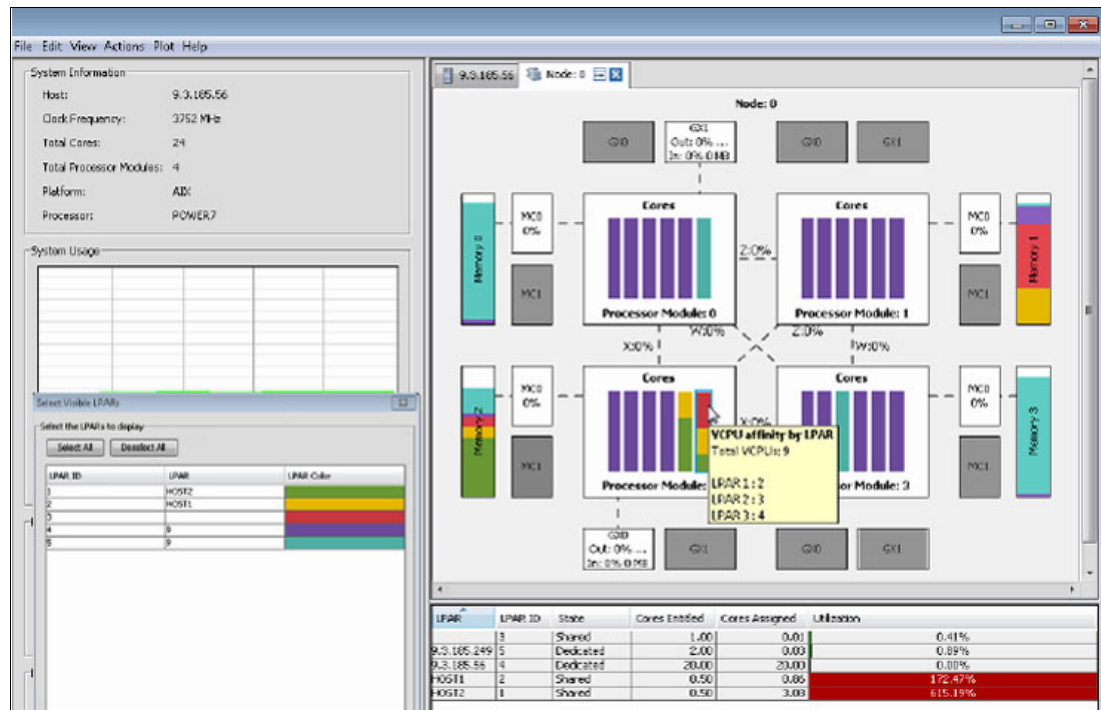 File Edit View Actions Plot Help
System Information
Host: 9.3.185.56
Clock Frequency: 3752 MHz
Total Cores: 24
Total Processor Modules: 4
Platform: AIX
Processor: POWER7
System Usage
9.3.185.56 Node: 0
Node: 0
GX0
GX1
Out: 0% ...
In: 0% 0 MB
GX0
GX1
Memory 0
MC0
0%
MC1
Cores
Processor Module: 0
Z:0%
Cores
Processor Module: 1
MC0
0%
MC1
Memory 1
X:0%
W:0%
Z:0%
W:0%
Memory 2
MC0
0%
MC1
Cores
Processor Module:
X:0%
Cores
Module: 3
MC0
0%
MC1
Memory 3
VCPU affinity by LPAR
Total VCPUs: 9
LPAR 1 : 2
LPAR 2 : 3
LPAR 3 : 4
GX0
Out: 0% ...
In: 0% 0 MB
GX1
GX0
GX1
Select Visible LPARs
Select the LPARs to display
Select All Deselect All
LPAR ID LPAR LPAR Color
1 HOST2
2 HOST1
3
4 9
5 9
LPAR LPAR ID State Cores Entitled Cores Assigned Utilization
3 Shared 1.00 0.01 0.41%
9.3.185.249 5 Dedicated 2.00 0.03 0.89%
9.3.185.56 4 Dedicated 20.00 20.00 0.00%
HOST1 2 Shared 0.50 0.86 172.47%
HOST2 1 Shared 0.50 3.08 615.19%